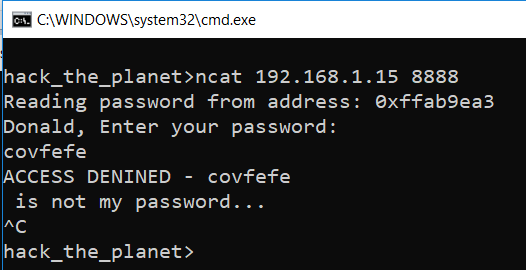 C:\WINDOWS\system32\cmd.exe
hack_the_planet>ncat 192.168.1.15 8888
Reading password from address: 0xffab9ea3
Donald, Enter your password:
covfefe
ACCESS DENINED - covfefe
 is not my password...
^C
hack_the_planet>